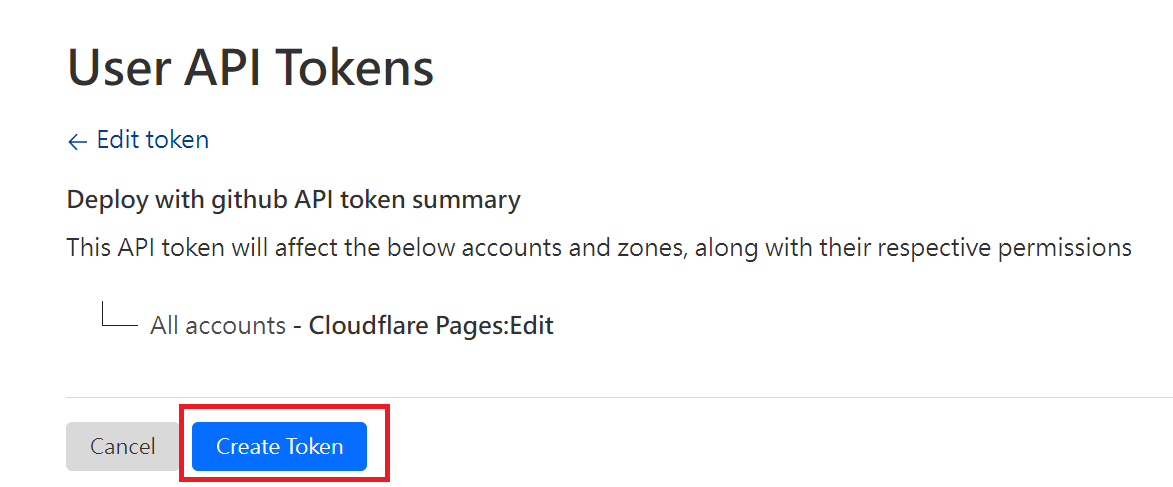 User API Tokens
← Edit token
Deploy with github API token summary
This API token will affect the below accounts and zones, along with their respective permissions
All accounts - Cloudflare Pages:Edit
Cancel
Create Token